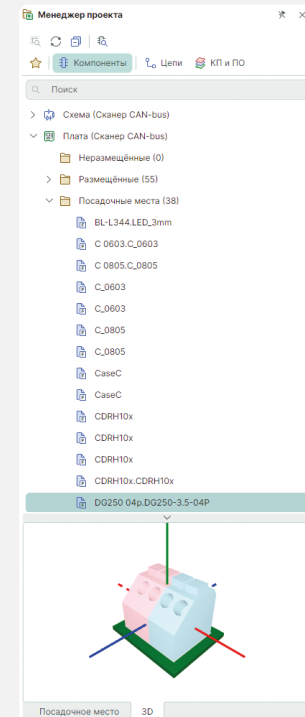 Менеджер проекта
Компоненты
Цепи
КП и ПО
Поиск
Схема (Сканер CAN-bus)
Плата (Сканер CAN-bus)
Неразмещённые (0)
Размещённые (55)
Посадочные места (38)
BL-L344.LED_3mm
C 0603.C_0603
C 0805.C_0805
C_0603
C_0603
C_0805
C_0805
CaseC
CaseC
CDRH10x
CDRH10x
CDRH10x
CDRH10x.CDRH10x
DG250 04p.DG250-3.5-04P
Посадочное место
3D